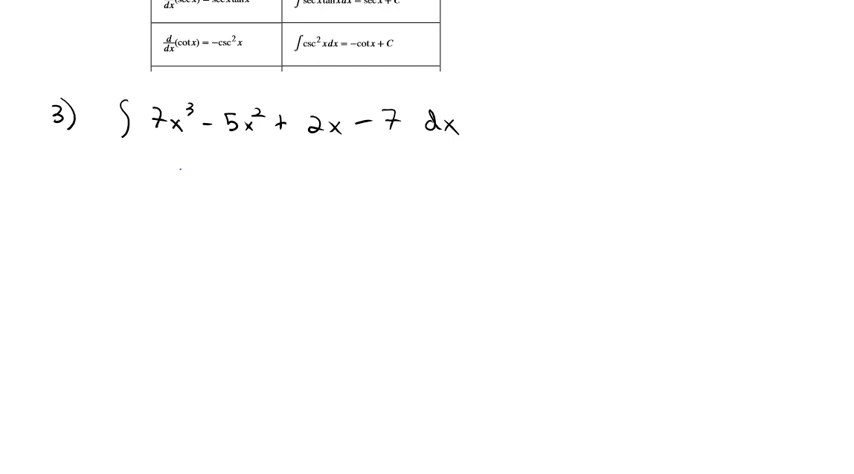 d/dx (cot x) = −csc² x ∫ csc² x dx = −cot x + C
3) ∫ 7x³ − 5x² + 2x − 7 dx